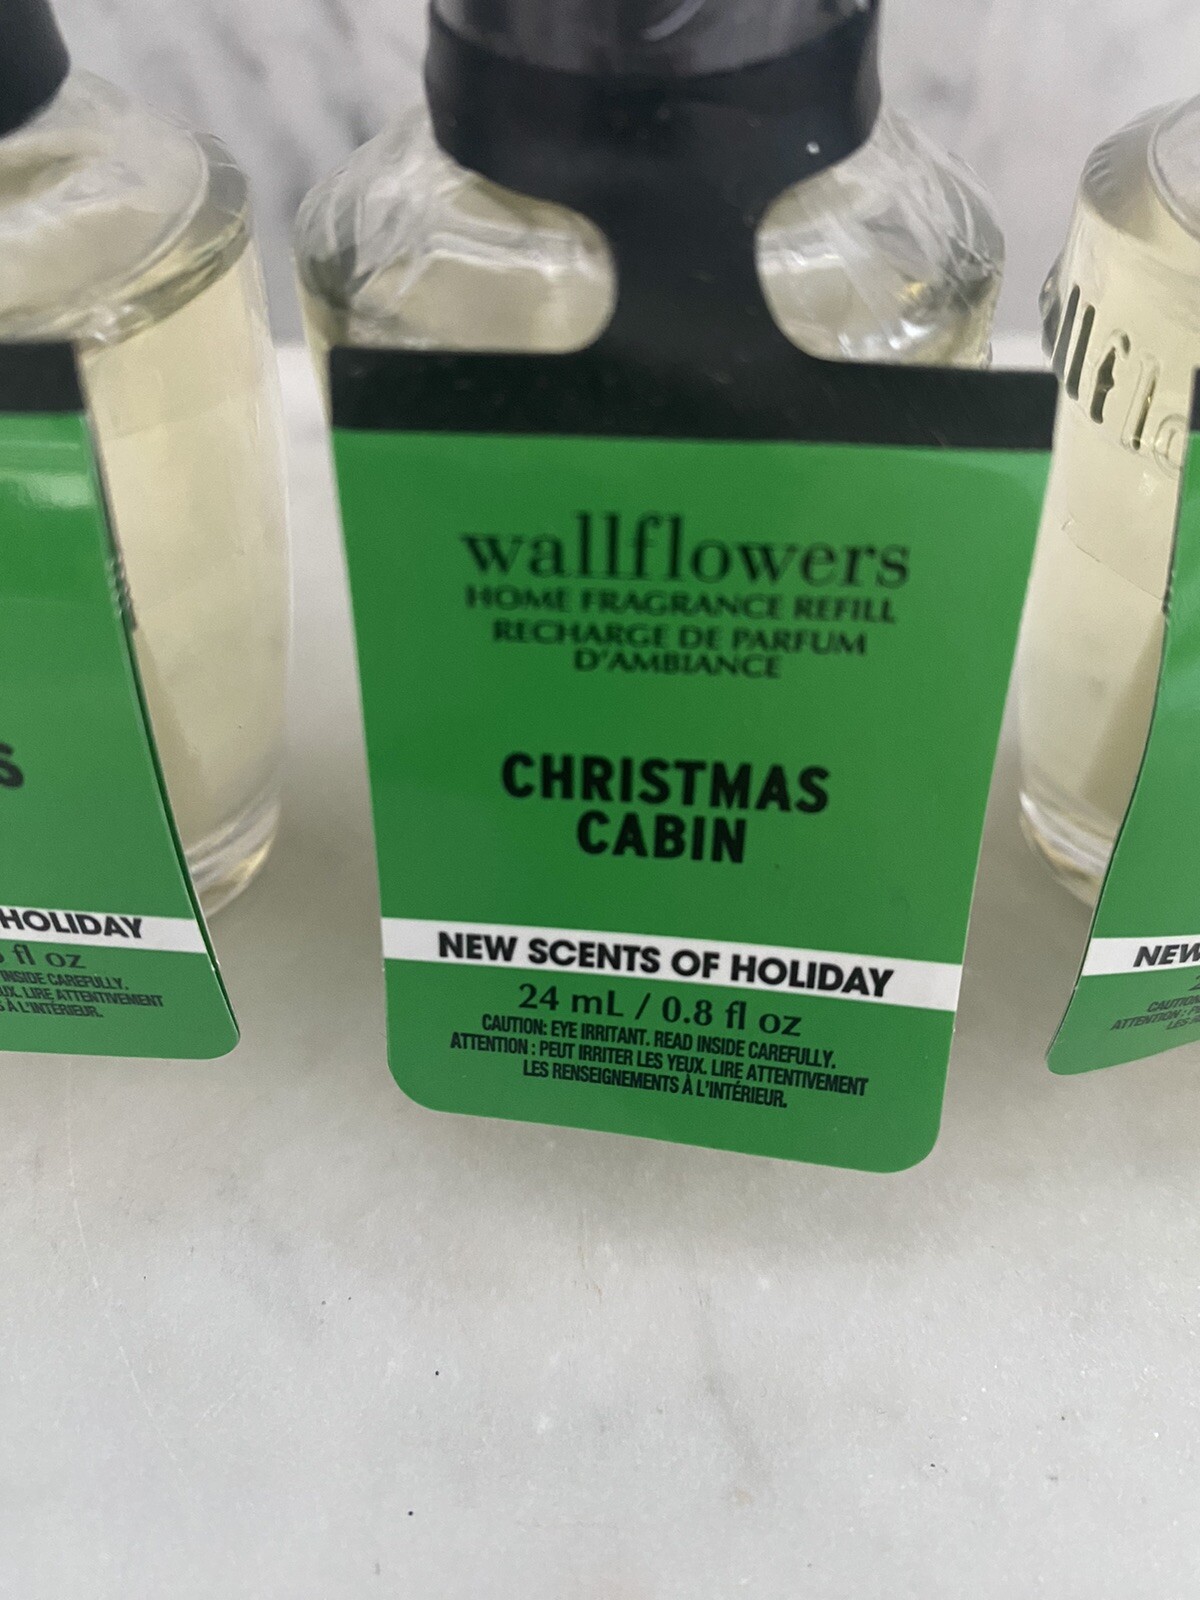 wallflowers
HOME FRAGRANCE REFILL
RECHARGE DE PARFUM
D'AMBIANCE
CHRISTMAS
CABIN
NEW SCENTS OF HOLIDAY
24 mL / 0.8 fl oz
CAUTION: EYE IRRITANT. READ INSIDE CAREFULLY.
ATTENTION : PEUT IRRITER LES YEUX. LIRE ATTENTIVEMENT
LES RENSEIGNEMENTS À L'INTÉRIEUR.
HOLIDAY
fl oz
INSIDE CAREFULLY.
LIRE ATTENTIVEMENT
À L'INTÉRIEUR.
NEW
CAUTION
ATTENTION :